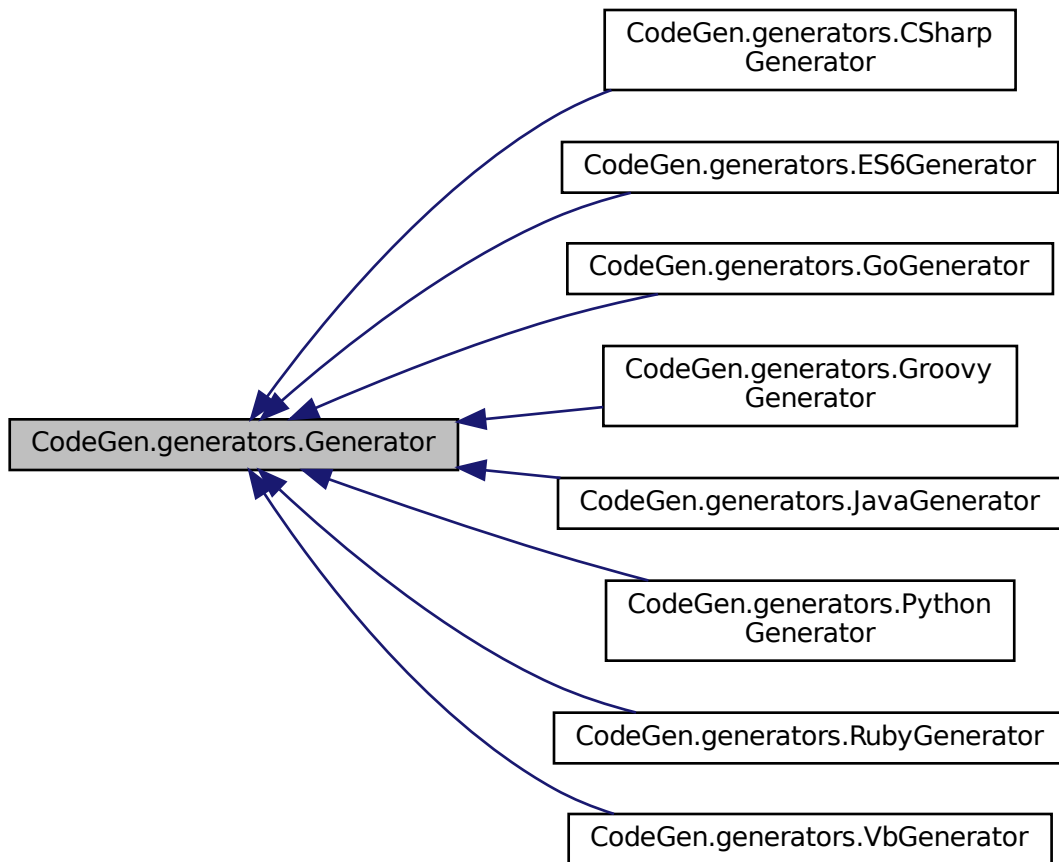 CodeGen.generators.CSharp
Generator
CodeGen.generators.ES6Generator
CodeGen.generators.GoGenerator
CodeGen.generators.Groovy
Generator
CodeGen.generators.Generator
CodeGen.generators.JavaGenerator
CodeGen.generators.Python
Generator
CodeGen.generators.RubyGenerator
CodeGen.generators.VbGenerator